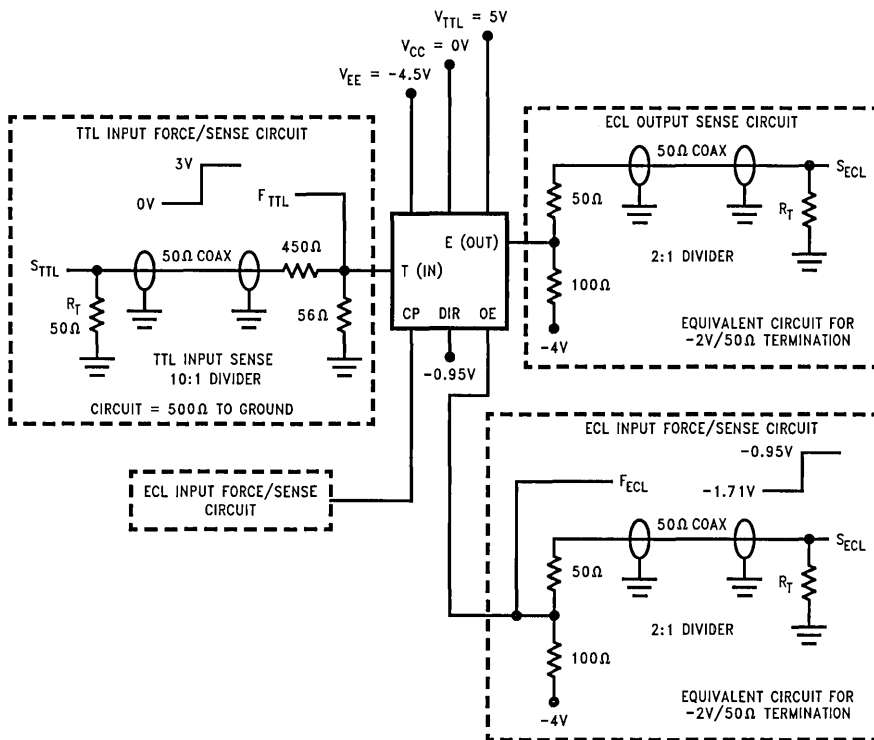 V_TTL = 5V
V_CC = 0V
V_EE = -4.5V
TTL INPUT FORCE/SENSE CIRCUIT
3V
0V
F_TTL
S_TTL
50Ω COAX
450Ω
R_T
50Ω
56Ω
TTL INPUT SENSE
10:1 DIVIDER
CIRCUIT = 500Ω TO GROUND
E (OUT)
T (IN)
CP DIR OE
-0.95V
ECL OUTPUT SENSE CIRCUIT
50Ω COAX
S_ECL
50Ω
R_T
2:1 DIVIDER
100Ω
-4V
EQUIVALENT CIRCUIT FOR
-2V/50Ω TERMINATION
ECL INPUT FORCE/SENSE
CIRCUIT
ECL INPUT FORCE/SENSE CIRCUIT
-0.95V
F_ECL
-1.71V
50Ω COAX
S_ECL
50Ω
R_T
2:1 DIVIDER
100Ω
-4V
EQUIVALENT CIRCUIT FOR
-2V/50Ω TERMINATION